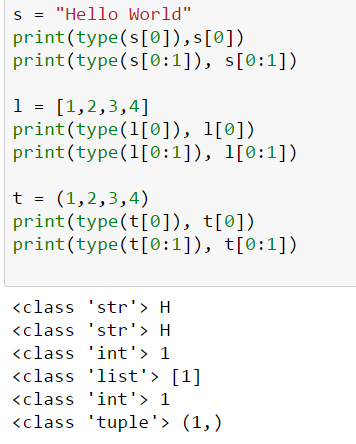 s = "Hello World"
print(type(s[0]),s[0])
print(type(s[0:1]), s[0:1])
l = [1,2,3,4]
print(type(l[0]), l[0])
print(type(l[0:1]), l[0:1])
t = (1,2,3,4)
print(type(t[0]), t[0])
print(type(t[0:1]), t[0:1])
<class 'str'> H
<class 'str'> H
<class 'int'> 1
<class 'list'> [1]
<class 'int'> 1
<class 'tuple'> (1,)